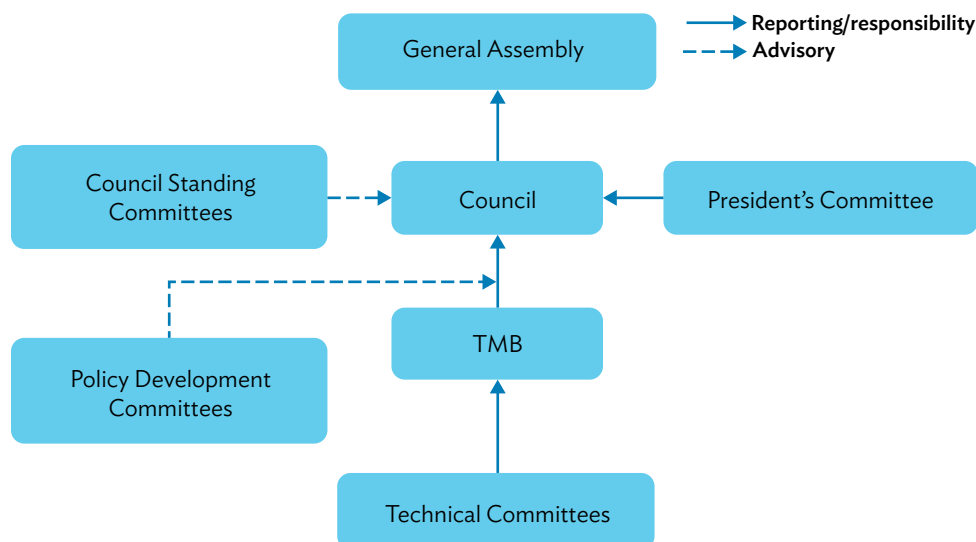 General Assembly
Reporting/responsibility
Advisory
Council Standing
Committees
Council
President’s Committee
TMB
Policy Development
Committees
Technical Committees